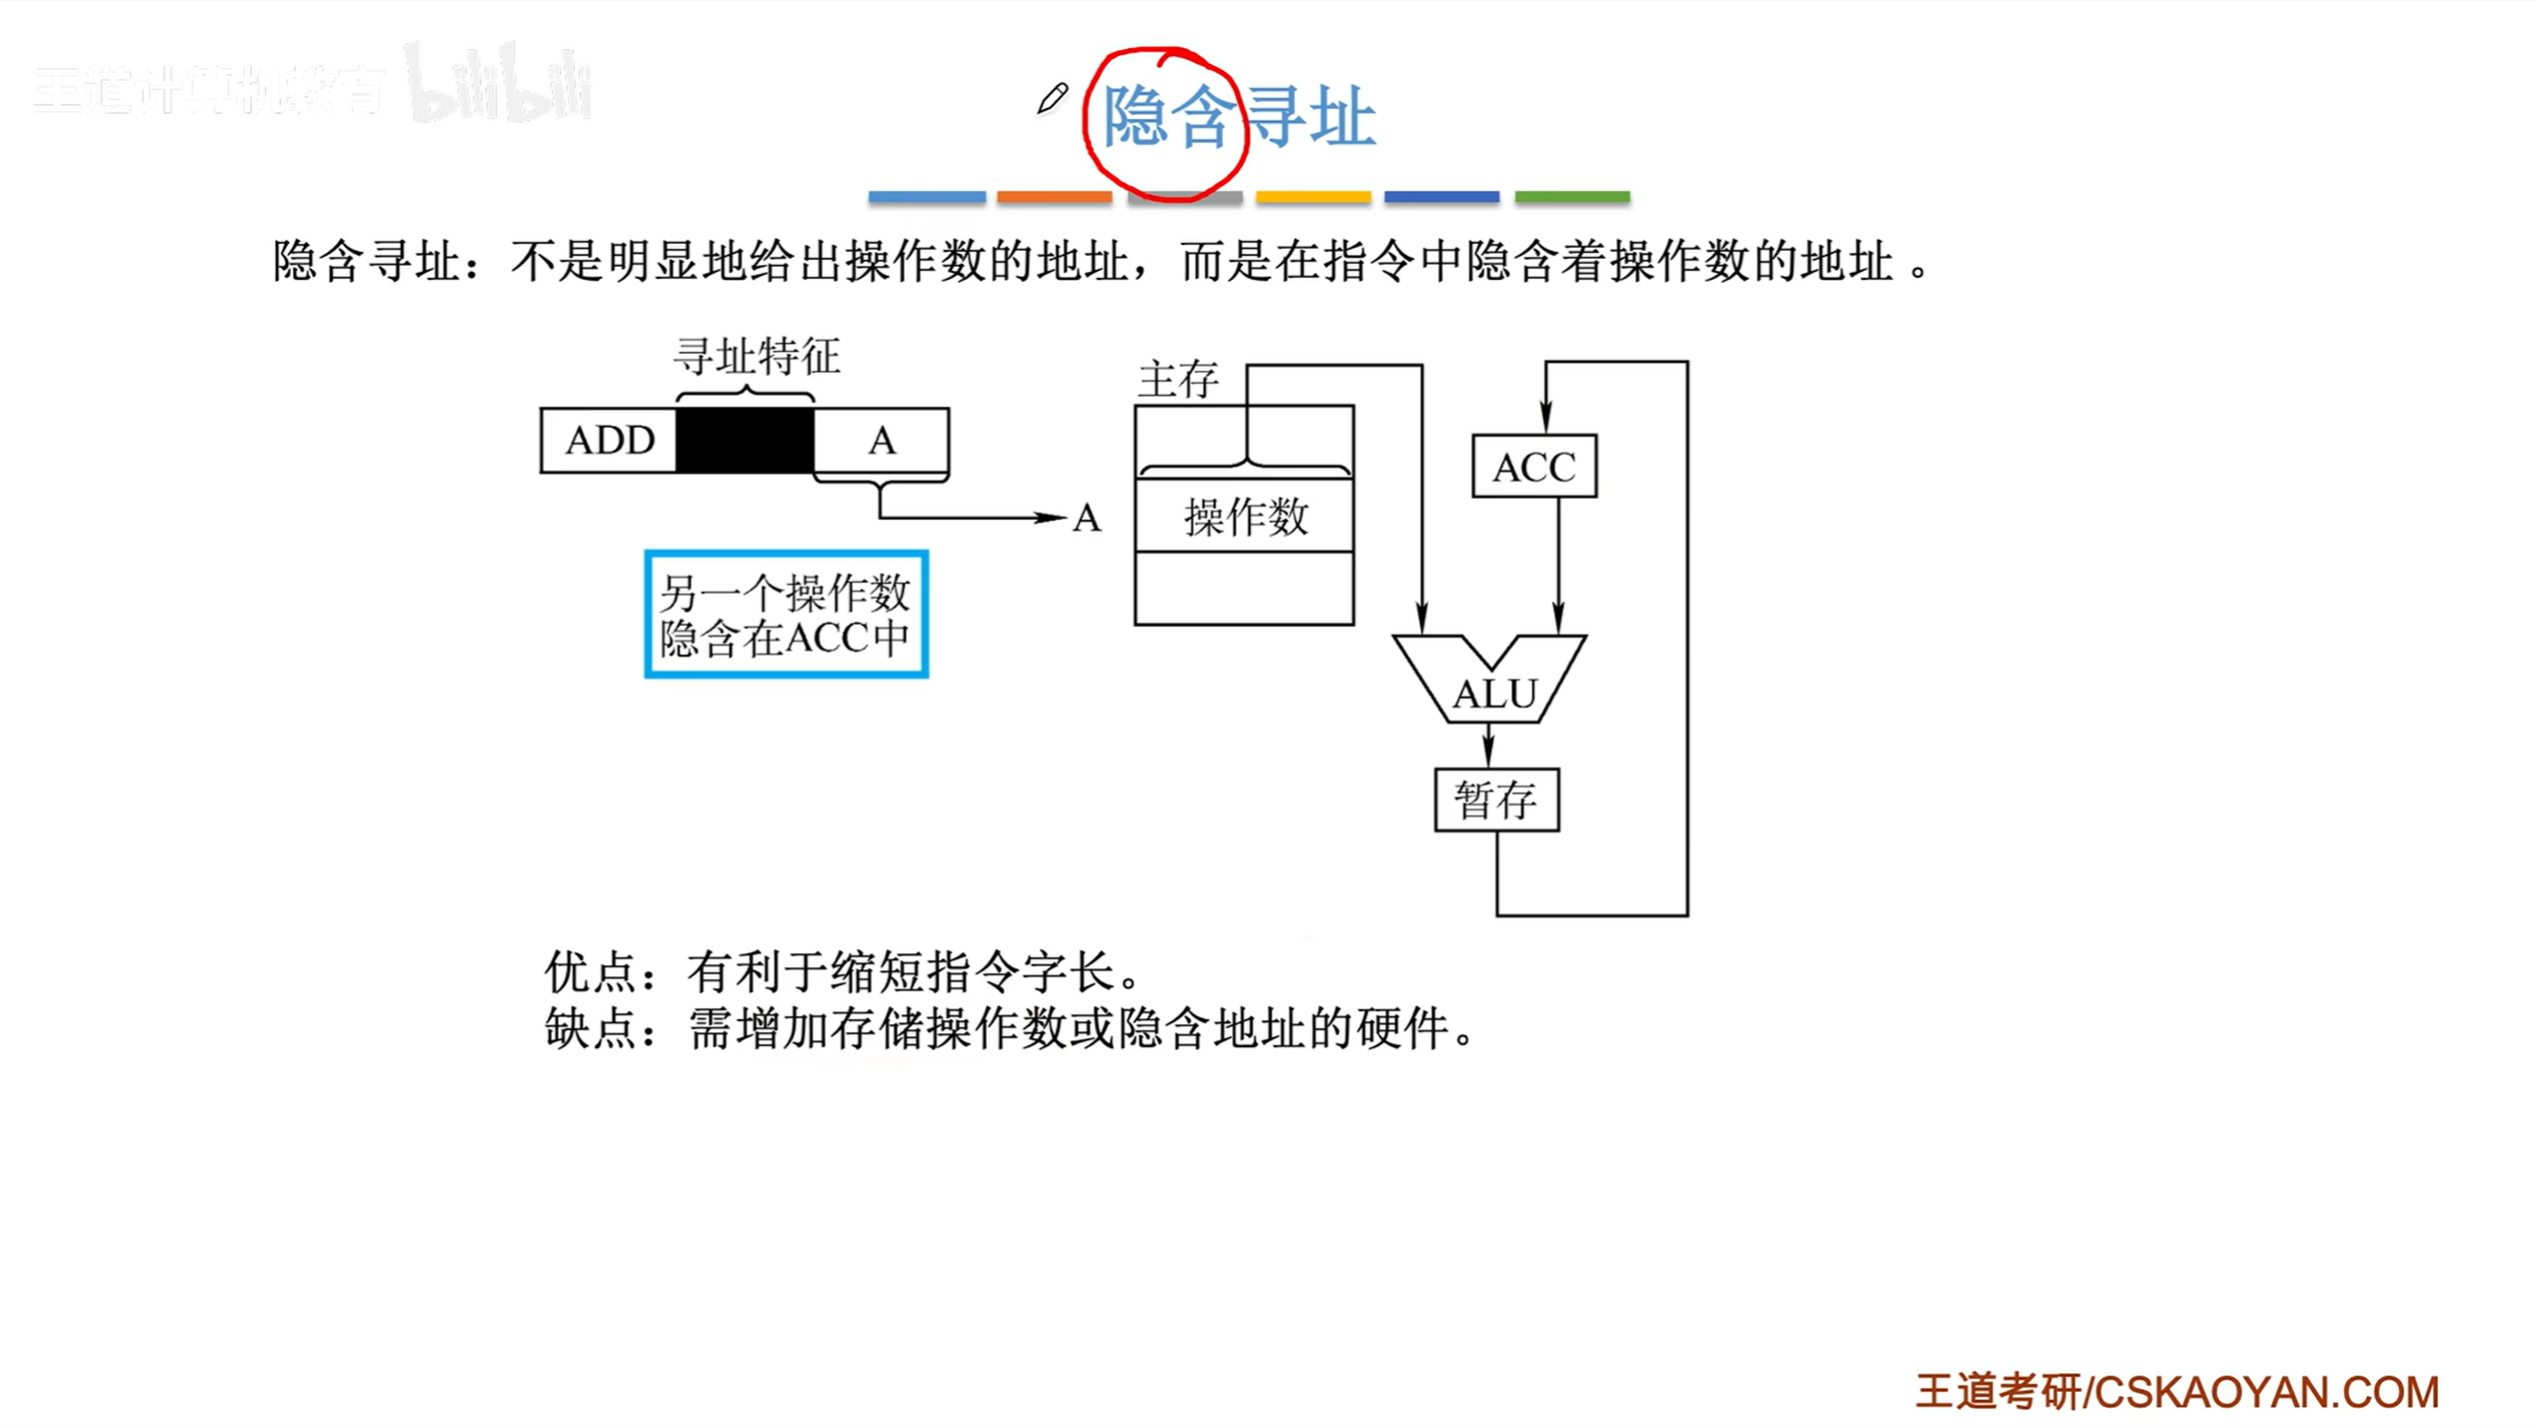 王道计算机教育 bilibili
隐含寻址
隐含寻址：不是明显地给出操作数的地址，而是在指令中隐含着操作数的地址。
寻址特征
ADD
A
A
另一个操作数
隐含在ACC中
主存
操作数
ACC
ALU
暂存
优点：有利于缩短指令字长。
缺点：需增加存储操作数或隐含地址的硬件。
王道考研/CSKAOYAN.COM